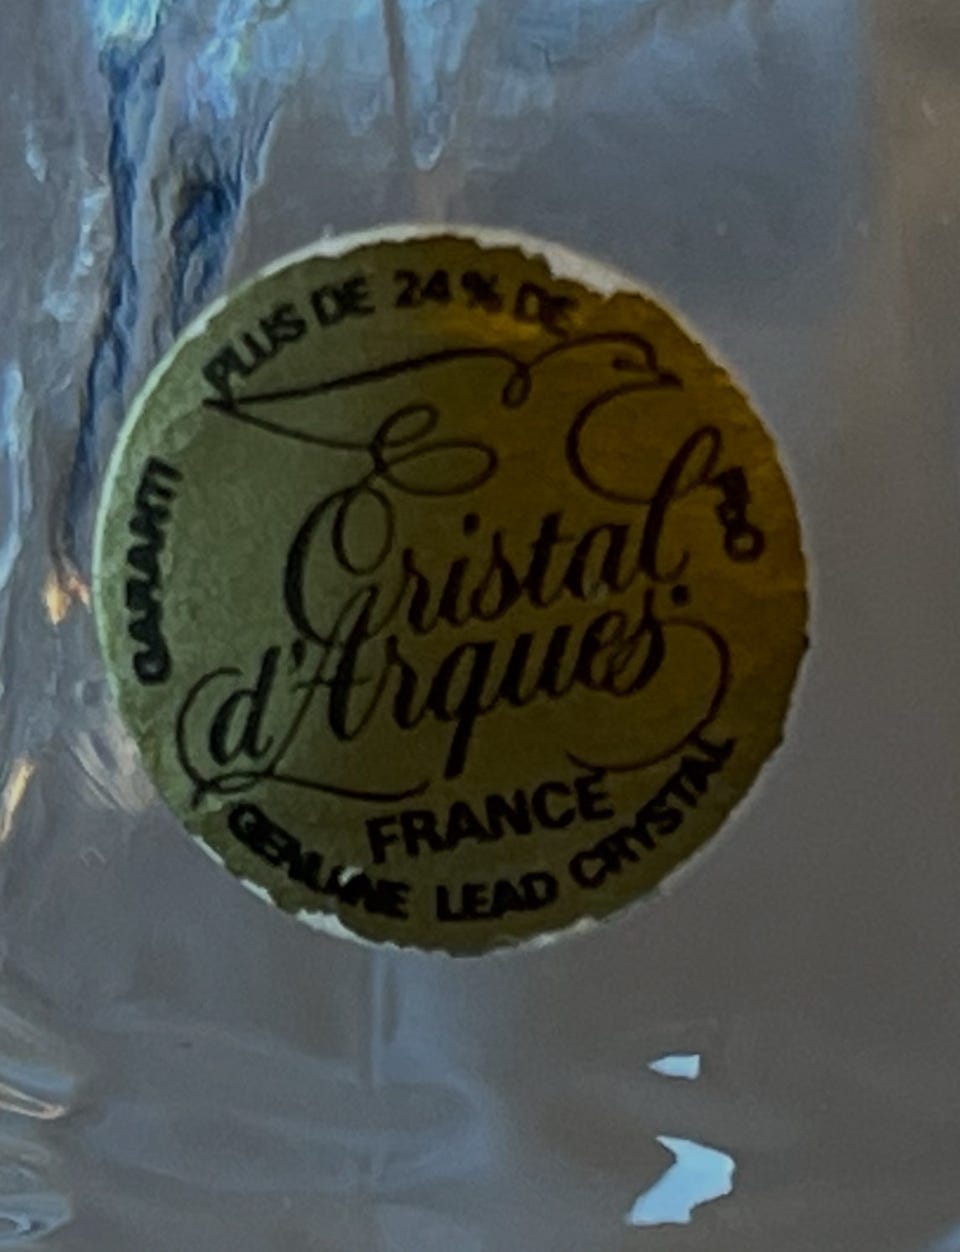 GARANTI PLUS DE 24 % DE PbO
Cristal
d'Arques
FRANCE
GENUINE LEAD CRYSTAL